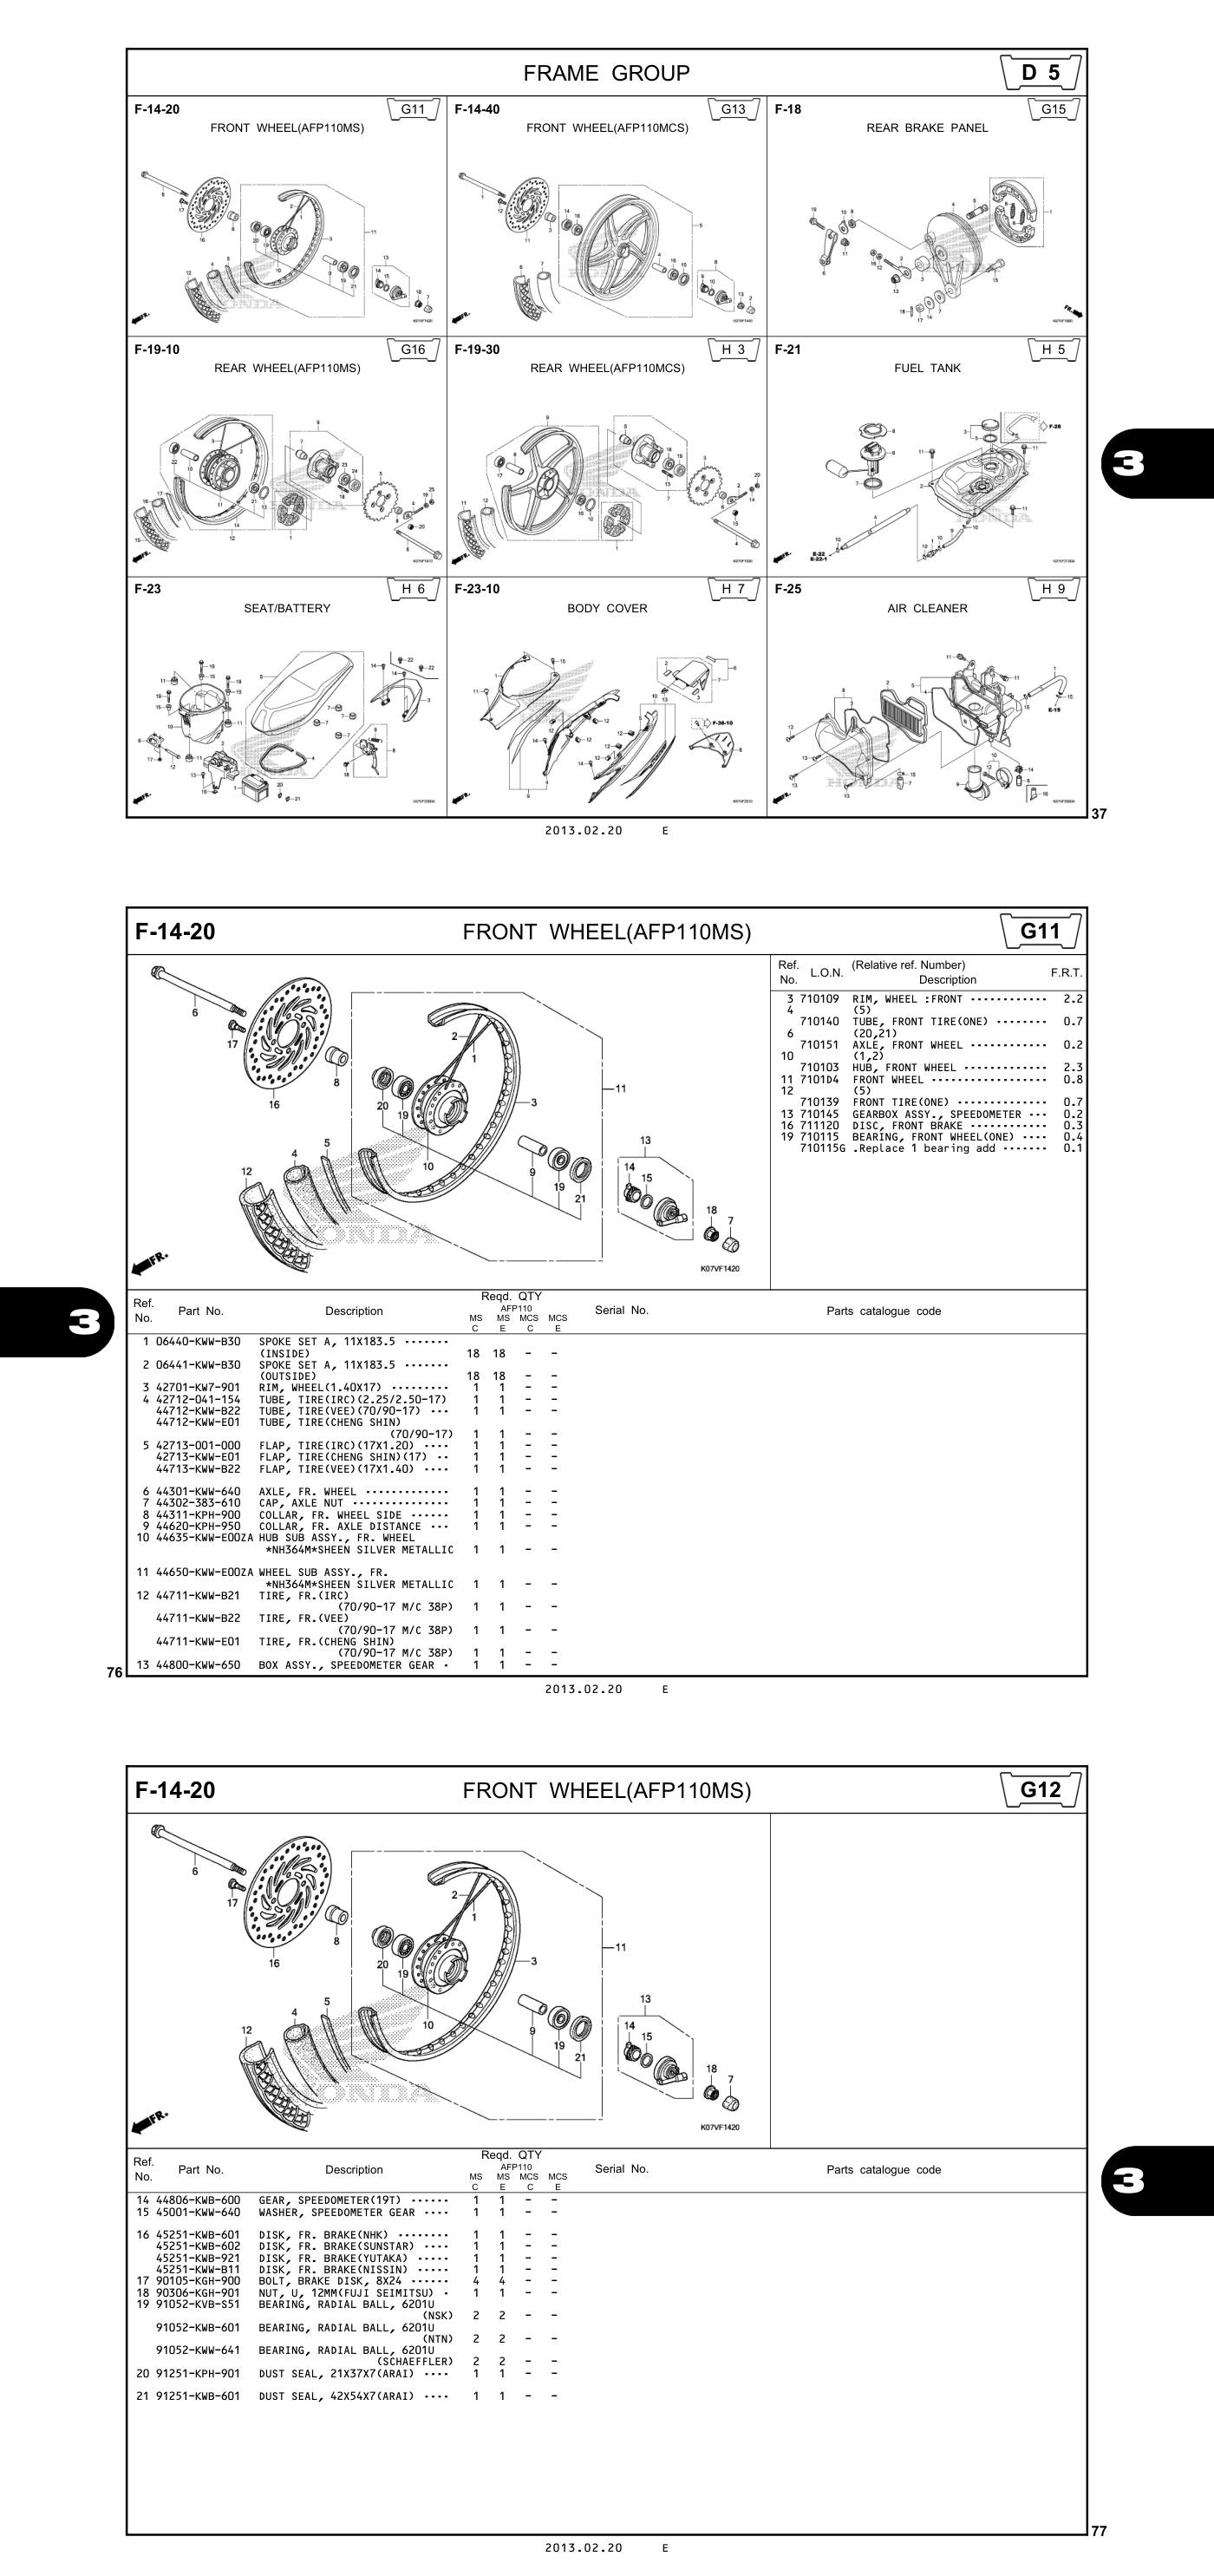 FRAME GROUP
D 5
F-14-20
G11
FRONT WHEEL(AFP110MS)
F-14-40
G13
FRONT WHEEL(AFP110MCS)
F-18
G15
REAR BRAKE PANEL
F-19-10
G16
REAR WHEEL(AFP110MS)
F-19-30
H 3
REAR WHEEL(AFP110MCS)
F-21
H 5
FUEL TANK
F-23
H 6
SEAT/BATTERY
F-23-10
H 7
BODY COVER
F-25
H 9
AIR CLEANER
3
37
2013.02.20 E
F-14-20
FRONT WHEEL(AFP110MS)
G11
Ref. No. L.O.N. (Relative ref. Number) Description F.R.T.
3 710109 RIM, WHEEL :FRONT 2.2
4 (5)
710140 TUBE, FRONT TIRE(ONE) 0.7
6 (20,21)
710151 AXLE, FRONT WHEEL 0.2
10 (1,2)
710103 HUB, FRONT WHEEL 2.3
11 7101D4 FRONT WHEEL 0.8
12 (5)
710139 FRONT TIRE(ONE) 0.7
13 710145 GEARBOX ASSY., SPEEDOMETER 0.2
16 711120 DISC, FRONT BRAKE 0.3
19 710115 BEARING, FRONT WHEEL(ONE) 0.4
710115G .Replace 1 bearing add 0.1
HONDA
FR.
K07VF1420
3
Ref. No. Part No. Description Reqd. QTY Serial No. Parts catalogue code
AFP110
MS MS MCS MCS
C E C E
1 06440-KWW-B30 SPOKE SET A, 11X183.5
(INSIDE) 18 18 - -
2 06441-KWW-B30 SPOKE SET A, 11X183.5
(OUTSIDE) 18 18 - -
3 42701-KW7-901 RIM, WHEEL(1.40X17) 1 1 - -
4 42712-041-154 TUBE, TIRE(IRC)(2.25/2.50-17) 1 1 - -
44712-KWW-B22 TUBE, TIRE(VEE)(70/90-17) 1 1 - -
44712-KWW-E01 TUBE, TIRE(CHENG SHIN)
(70/90-17) 1 1 - -
5 42713-001-000 FLAP, TIRE(IRC)(17X1.20) 1 1 - -
42713-KWW-E01 FLAP, TIRE(CHENG SHIN)(17) 1 1 - -
44713-KWW-B22 FLAP, TIRE(VEE)(17X1.40) 1 1 - -
6 44301-KWW-640 AXLE, FR. WHEEL 1 1 - -
7 44302-383-610 CAP, AXLE NUT 1 1 - -
8 44311-KPH-900 COLLAR, FR. WHEEL SIDE 1 1 - -
9 44620-KPH-950 COLLAR, FR. AXLE DISTANCE 1 1 - -
10 44635-KWW-E00ZA HUB SUB ASSY., FR. WHEEL
*NH364M*SHEEN SILVER METALLIC 1 1 - -
11 44650-KWW-E00ZA WHEEL SUB ASSY., FR.
*NH364M*SHEEN SILVER METALLIC 1 1 - -
12 44711-KWW-B21 TIRE, FR.(IRC)
(70/90-17 M/C 38P) 1 1 - -
44711-KWW-B22 TIRE, FR.(VEE)
(70/90-17 M/C 38P) 1 1 - -
44711-KWW-E01 TIRE, FR.(CHENG SHIN)
(70/90-17 M/C 38P) 1 1 - -
13 44800-KWW-650 BOX ASSY., SPEEDOMETER GEAR 1 1 - -
76
2013.02.20 E
F-14-20
FRONT WHEEL(AFP110MS)
G12
HONDA
FR.
K07VF1420
3
Ref. No. Part No. Description Reqd. QTY Serial No. Parts catalogue code
AFP110
MS MS MCS MCS
C E C E
14 44806-KWB-600 GEAR, SPEEDOMETER(19T) 1 1 - -
15 45001-KWW-640 WASHER, SPEEDOMETER GEAR 1 1 - -
16 45251-KWB-601 DISK, FR. BRAKE(NHK) 1 1 - -
45251-KWB-602 DISK, FR. BRAKE(SUNSTAR) 1 1 - -
45251-KWB-921 DISK, FR. BRAKE(YUTAKA) 1 1 - -
45251-KWW-B11 DISK, FR. BRAKE(NISSIN) 1 1 - -
17 90105-KGH-900 BOLT, BRAKE DISK, 8X24 4 4 - -
18 90306-KGH-901 NUT, U, 12MM(FUJI SEIMITSU) 1 1 - -
19 91052-KVB-S51 BEARING, RADIAL BALL, 6201U
(NSK) 2 2 - -
91052-KWB-601 BEARING, RADIAL BALL, 6201U
(NTN) 2 2 - -
91052-KWW-641 BEARING, RADIAL BALL, 6201U
(SCHAEFFLER) 2 2 - -
20 91251-KPH-901 DUST SEAL, 21X37X7(ARAI) 1 1 - -
21 91251-KWB-601 DUST SEAL, 42X54X7(ARAI) 1 1 - -
77
2013.02.20 E